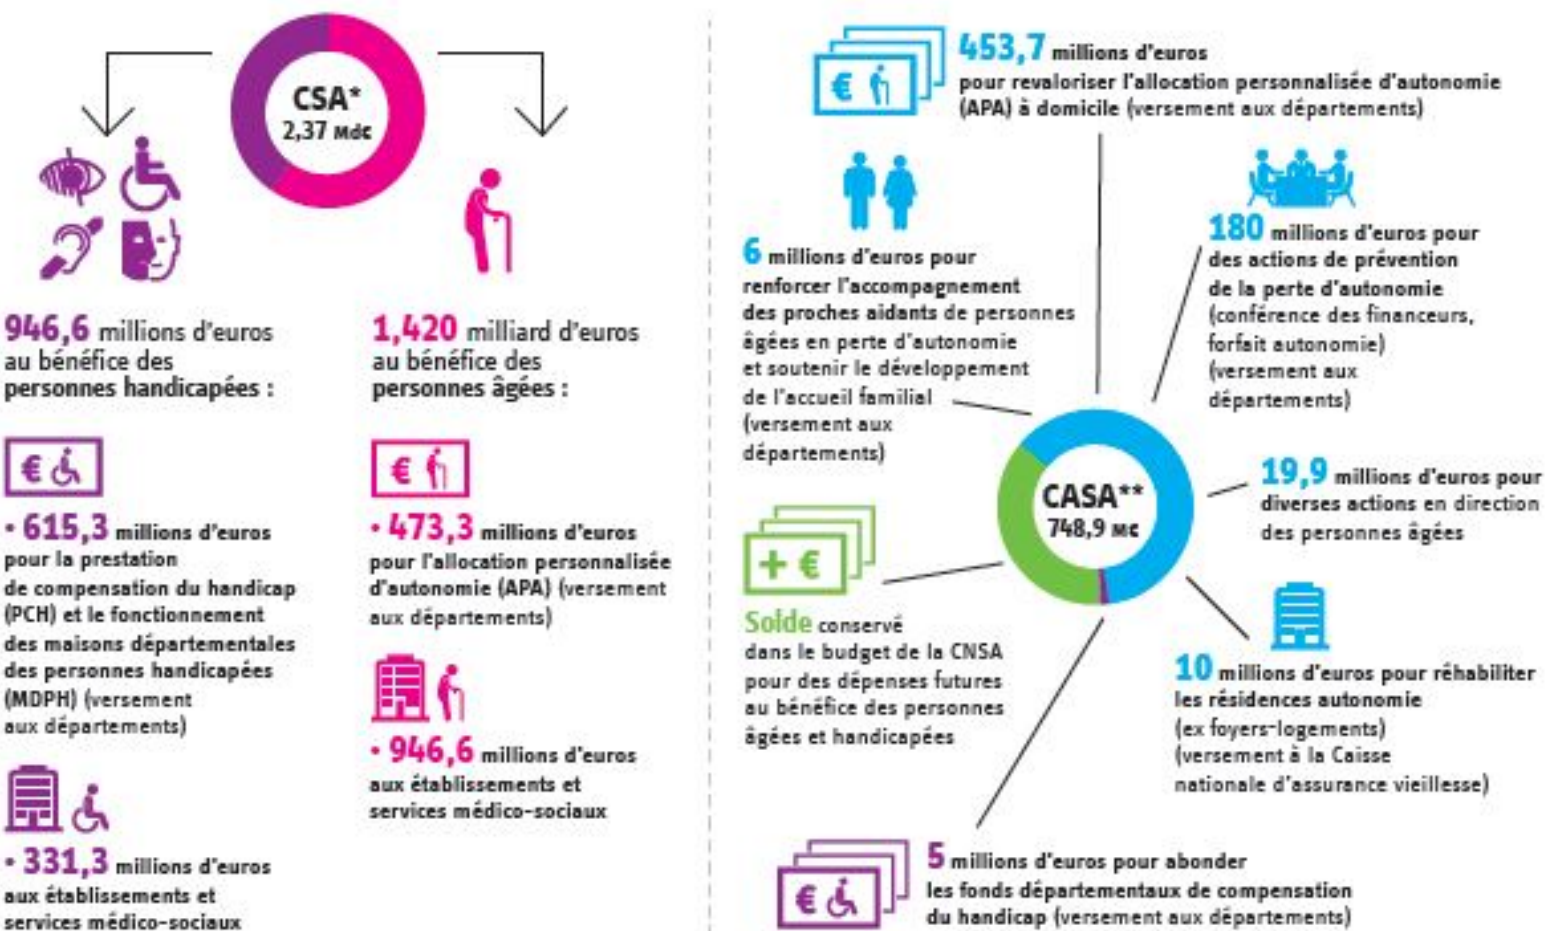 CSA*
2,37 Md€
946,6 millions d'euros
au bénéfice des
personnes handicapées :
• 615,3 millions d'euros
pour la prestation
de compensation du handicap
(PCH) et le fonctionnement
des maisons départementales
des personnes handicapées
(MDPH) (versement
aux départements)
• 331,3 millions d'euros
aux établissements et
services médico-sociaux
1,420 milliard d'euros
au bénéfice des
personnes âgées :
€
• 473,3 millions d'euros
pour l'allocation personnalisée
d'autonomie (APA) (versement
aux départements)
• 946,6 millions d'euros
aux établissements et
services médico-sociaux
€
453,7 millions d'euros
pour revaloriser l'allocation personnalisée d'autonomie
(APA) à domicile (versement aux départements)
6 millions d'euros pour
renforcer l'accompagnement
des proches aidants de personnes
âgées en perte d'autonomie
et soutenir le développement
de l'accueil familial
(versement aux
départements)
180 millions d'euros pour
des actions de prévention
de la perte d'autonomie
(conférence des financeurs,
forfait autonomie)
(versement aux
départements)
CASA**
748,9 M€
19,9 millions d'euros pour
diverses actions en direction
des personnes âgées
+ €
Solde conservé
dans le budget de la CNSA
pour des dépenses futures
au bénéfice des personnes
âgées et handicapées
10 millions d'euros pour réhabiliter
les résidences autonomie
(ex foyers-logements)
(versement à la Caisse
nationale d'assurance vieillesse)
€
5 millions d'euros pour abonder
les fonds départementaux de compensation
du handicap (versement aux départements)